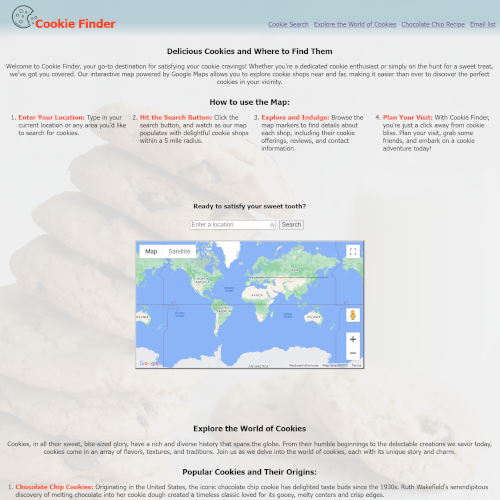 Cookie Finder
Cookie Search Explore the World of Cookies Chocolate Chip Recipe Email list
Delicious Cookies and Where to Find Them
Welcome to Cookie Finder, your go-to destination for satisfying your cookie cravings! Whether you're a dedicated cookie enthusiast or simply on the hunt for a sweet treat,
we've got you covered. Our interactive map powered by Google Maps allows you to explore cookie shops near and far, making it easier than ever to discover the perfect
cookies in your vicinity.
How to use the Map:
1. Enter Your Location: Type in your
current location or any area you'd like
to search for cookies.
2. Hit the Search Button: Click the
search button, and watch as our map
populates with delightful cookie shops
within a 5 mile radius.
3. Explore and Indulge: Browse the
map markers to find details about
each shop, including their cookie
offerings, reviews, and contact
information.
4. Plan Your Visit: With Cookie Finder,
you're just a click away from cookie
bliss. Plan your visit, grab some
friends, and embark on a cookie
adventure today!
Ready to satisfy your sweet tooth?
Enter a location Search
Map Satellite
NORTH
AMERICA
EUROPE
ASIA
AFRICA
SOUTH
AMERICA
OCEANIA
OCEANIA
ANTARCTICA
Google
Explore the World of Cookies
Cookies, in all their sweet, bite-sized glory, have a rich and diverse history that spans the globe. From their humble beginnings to the delectable creations we savor today,
cookies come in an array of flavors, textures, and traditions. Join us as we delve into the world of cookies, each with its unique story and charm.
Popular Cookies and Their Origins:
1. Chocolate Chip Cookies: Originating in the United States, the iconic chocolate chip cookie has delighted taste buds since the 1930s. Ruth Wakefield's serendipitous
discovery of melting chocolate into her cookie dough created a timeless classic loved for its gooey, melty centers and crisp edges.